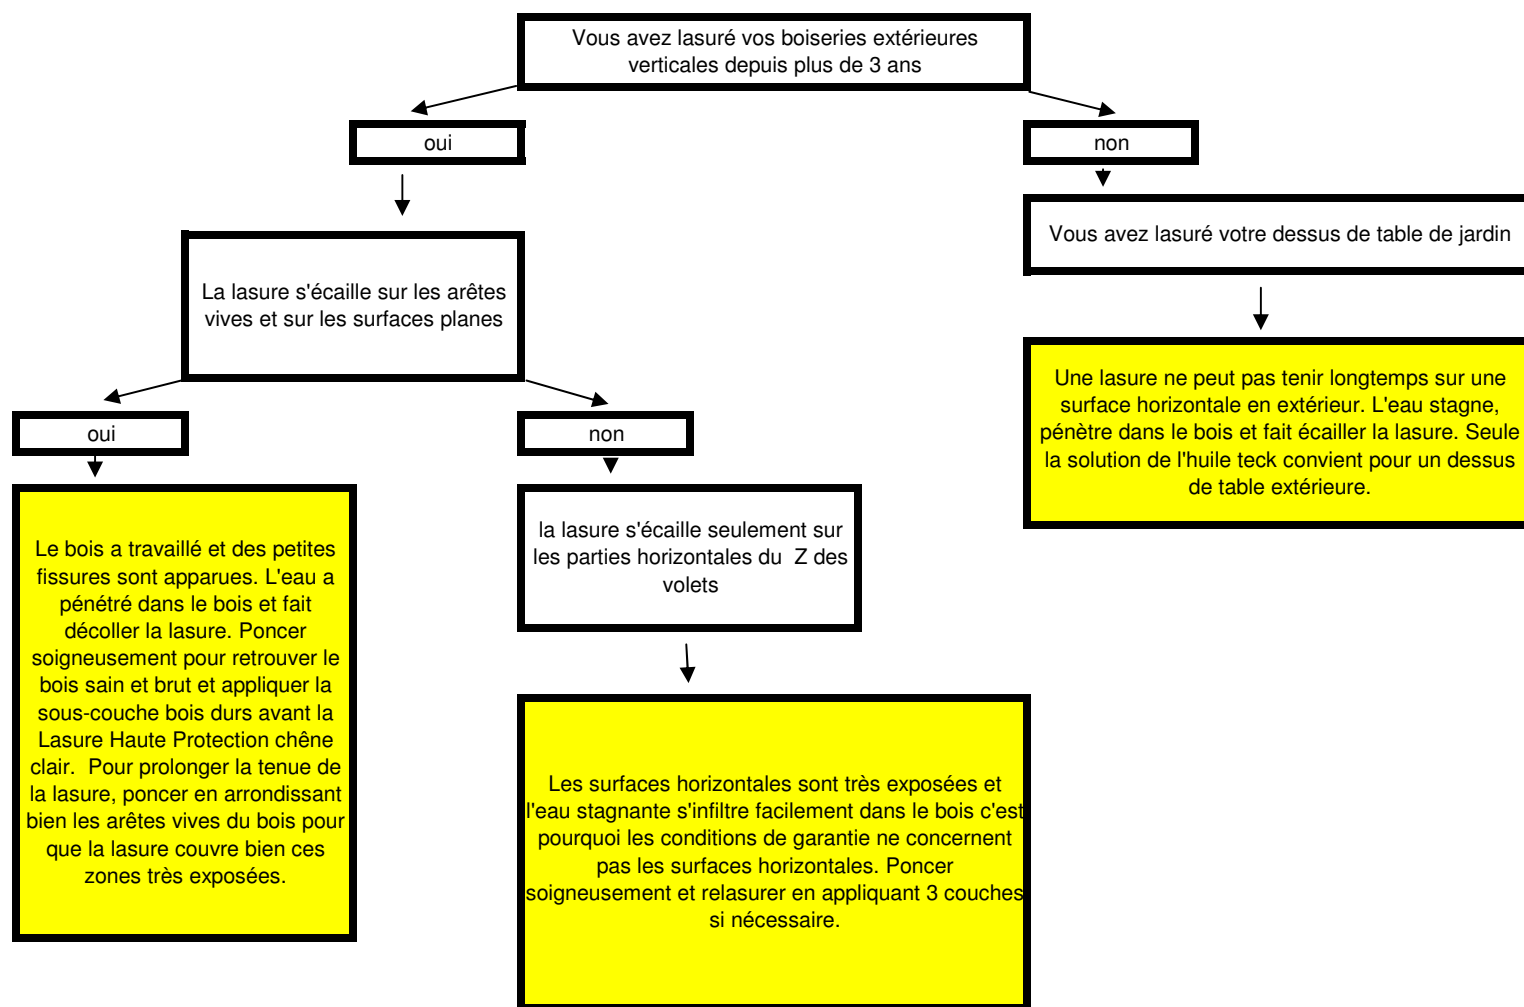 Vous avez lasuré vos boiseries extérieures
verticales depuis plus de 3 ans
oui
non
Vous avez lasuré votre dessus de table de jardin
La lasure s'écaille sur les arêtes
vives et sur les surfaces planes
Une lasure ne peut pas tenir longtemps sur une
surface horizontale en extérieur. L'eau stagne,
pénètre dans le bois et fait écailler la lasure. Seule
la solution de l'huile teck convient pour un dessus
de table extérieure.
oui
non
Le bois a travaillé et des petites
fissures sont apparues. L'eau a
pénétré dans le bois et fait
décoller la lasure. Poncer
soigneusement pour retrouver le
bois sain et brut et appliquer la
sous-couche bois durs avant la
Lasure Haute Protection chêne
clair.  Pour prolonger la tenue de
la lasure, poncer en arrondissant
bien les arêtes vives du bois pour
que la lasure couvre bien ces
zones très exposées.
la lasure s'écaille seulement sur
les parties horizontales du  Z des
volets
Les surfaces horizontales sont très exposées et
l'eau stagnante s'infiltre facilement dans le bois c'est
pourquoi les conditions de garantie ne concernent
pas les surfaces horizontales. Poncer
soigneusement et relasurer en appliquant 3 couches
si nécessaire.